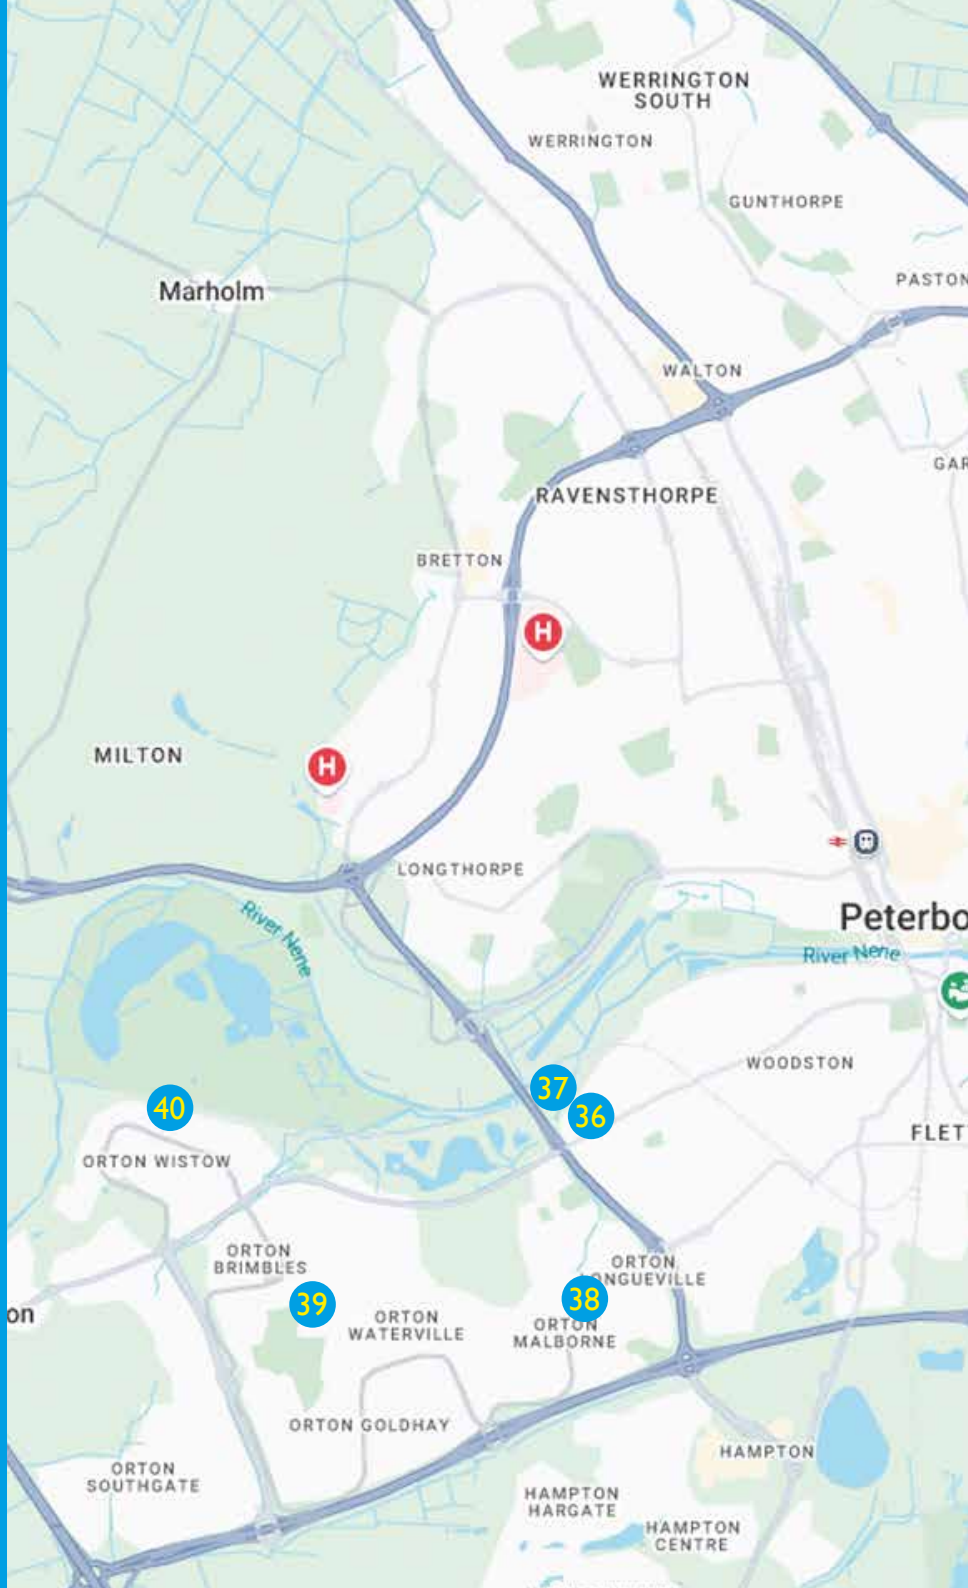 WERRINGTON
SOUTH
WERRINGTON
GUNTHORPE
PASTON
Marholm
WALTON
GAR
RAVENSTHORPE
BRETTON
H
MILTON
H
LONGTHORPE
Peterbo
River Nene
River Nene
WOODSTON
37
36
40
FLET
ORTON WISTOW
ORTON
BRIMBLES
ORTON
ONGUEVILLE
39
38
on
ORTON
WATERVILLE
ORTON
MALBORNE
ORTON GOLDHAY
HAMPTON
ORTON
SOUTHGATE
HAMPTON
HARGATE
HAMPTON
CENTRE